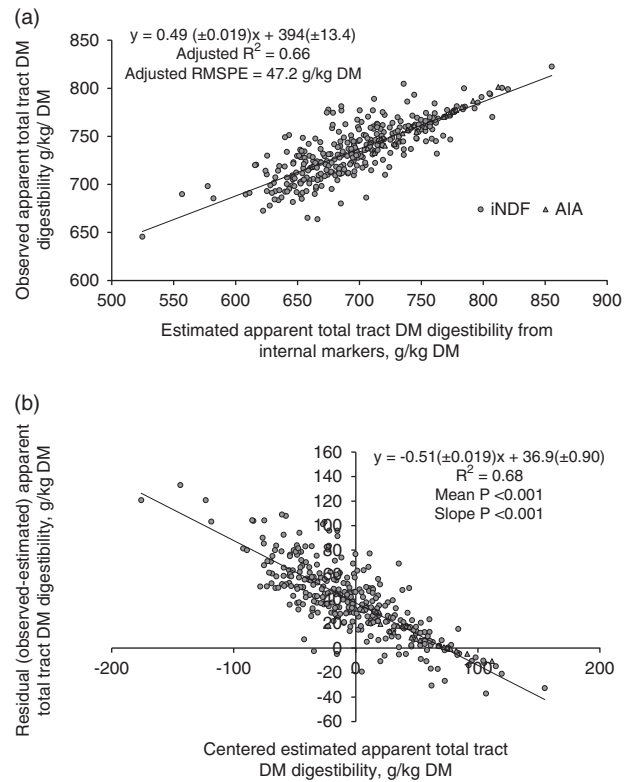 (a)
y = 0.49 (±0.019)x + 394(±13.4)
Adjusted R² = 0.66
Adjusted RMSPE = 47.2 g/kg DM
Observed apparent total tract DM
digestibility g/kg/ DM
850
800
750
700
650
600
iNDF
AIA
500
550
600
650
700
750
800
850
900
Estimated apparent total tract DM digestibility from
internal markers, g/kg DM
(b)
y = -0.51(±0.019)x + 36.9(±0.90)
R² = 0.68
Mean P <0.001
Slope P <0.001
Residual (observed-estimated) apparent
total tract DM digestibility, g/kg DM
160
140
120
100
80
60
40
20
0
-20
-40
-60
-200
-100
0
100
200
Centered estimated apparent total tract
DM digestibility, g/kg DM